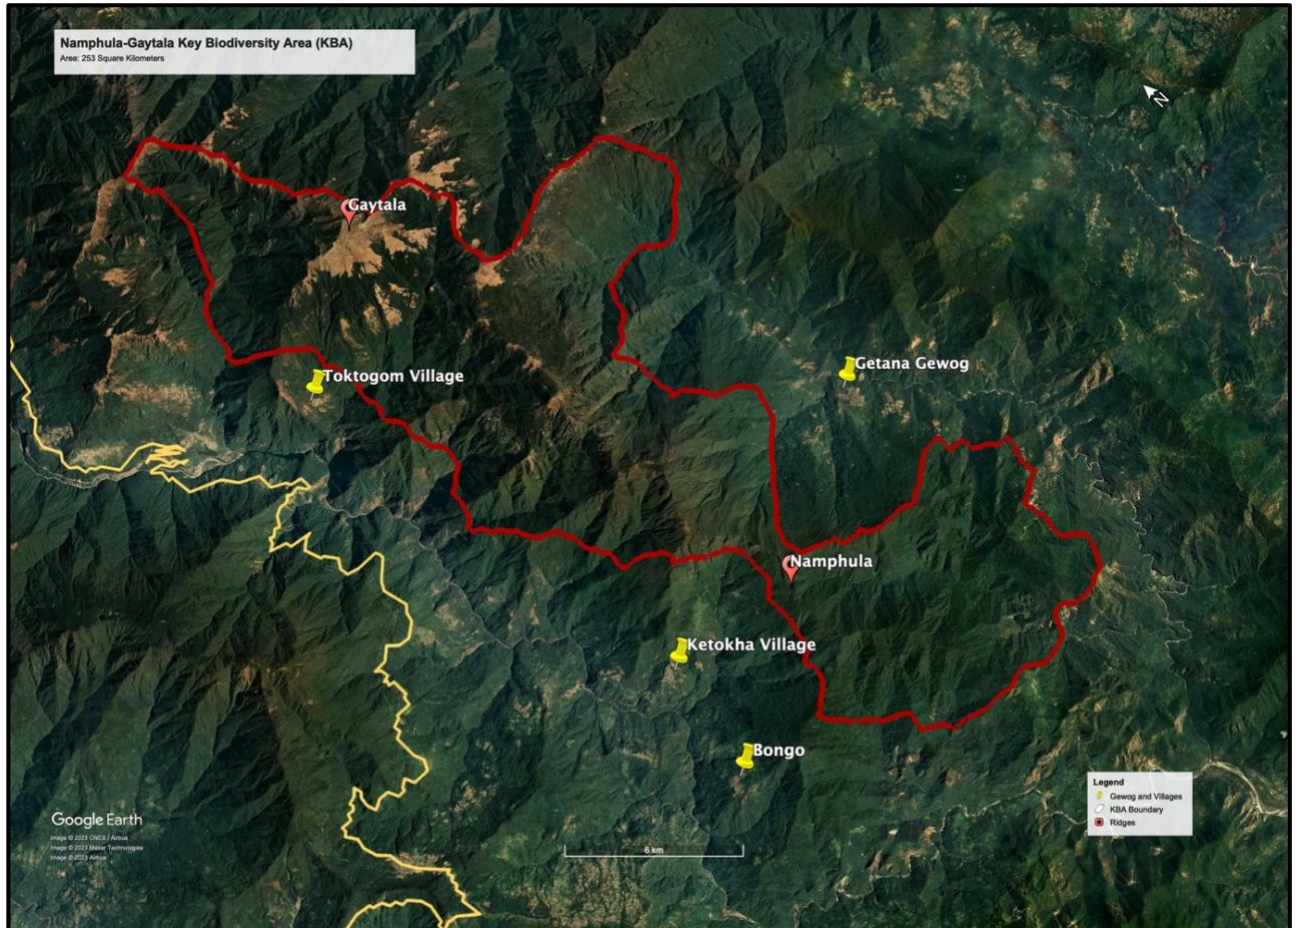 Namphula-Gaytala Key Biodiversity Area (KBA)
Area: 253 Square Kilometers
N
Gaytala
Toktogom Village
Getana Gewog
Namphula
Ketokha Village
Bongo
Legend
Gewog and Villages
KBA Boundary
Ridges
Google Earth
Image © 2023 CNES / Airbus
Image © 2023 Maxar Technologies
Image © 2023 Airbus
6 km